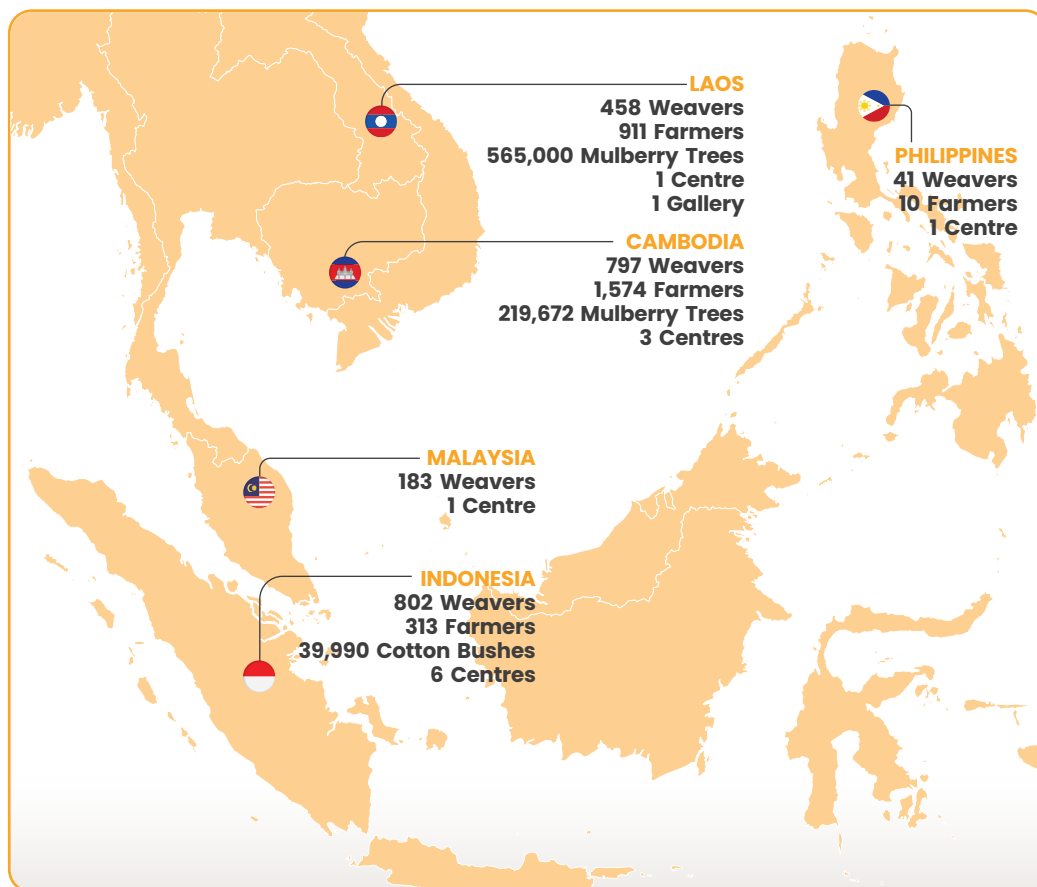 LAOS
458 Weavers
911 Farmers
565,000 Mulberry Trees
1 Centre
1 Gallery
PHILIPPINES
41 Weavers
10 Farmers
1 Centre
CAMBODIA
797 Weavers
1,574 Farmers
219,672 Mulberry Trees
3 Centres
MALAYSIA
183 Weavers
1 Centre
INDONESIA
802 Weavers
313 Farmers
39,990 Cotton Bushes
6 Centres